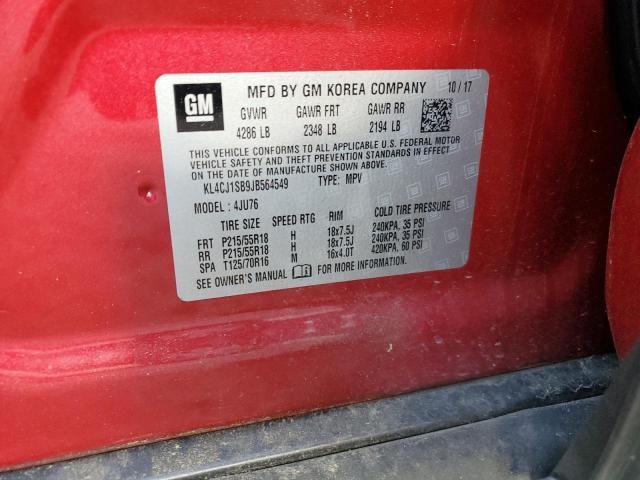 GM
MFD BY GM KOREA COMPANY 10/17
GVWR GAWR FRT GAWR RR
4286 LB 2348 LB 2194 LB
THIS VEHICLE CONFORMS TO ALL APPLICABLE U.S. FEDERAL MOTOR
VEHICLE SAFETY AND THEFT PREVENTION STANDARDS IN EFFECT
ON THE DATE OF MANUFACTURE SHOWN ABOVE.
KL4CJ1SB9JB564549 TYPE: MPV
MODEL: 4JU76
TIRE SIZE SPEED RTG RIM COLD TIRE PRESSURE
FRT P215/55R18 H 18x7.5J 240KPA, 35 PSI
RR P215/55R18 H 18x7.5J 240KPA, 35 PSI
SPA T125/70R16 M 16x4.0T 420KPA, 60 PSI
SEE OWNER'S MANUAL FOR MORE INFORMATION.